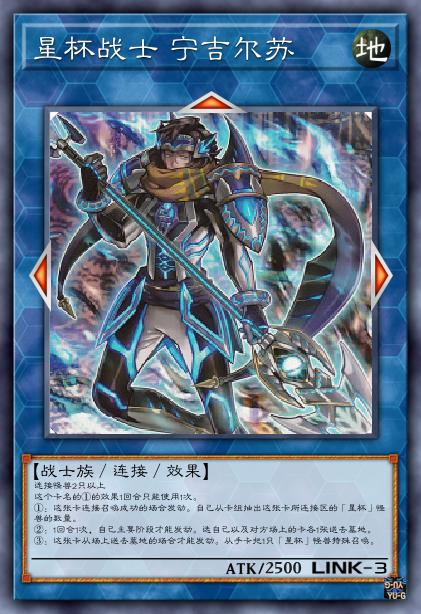 星杯战士 宁吉尔苏
地
【战士族／连接／效果】
连接怪兽2只以上
这个卡名的①的效果1回合只能使用1次。
①：这张卡连接召唤成功的场合发动。自己从卡组抽出这张卡所连接区的「星杯」怪
兽的数量。
②：1回合1次，自己主要阶段才能发动。选自己以及对方场上的卡各1张送去墓地。
③：这张卡从场上送去墓地的场合才能发动。从手卡把1只「星杯」怪兽特殊召唤。
ATK/2500 LINK-3